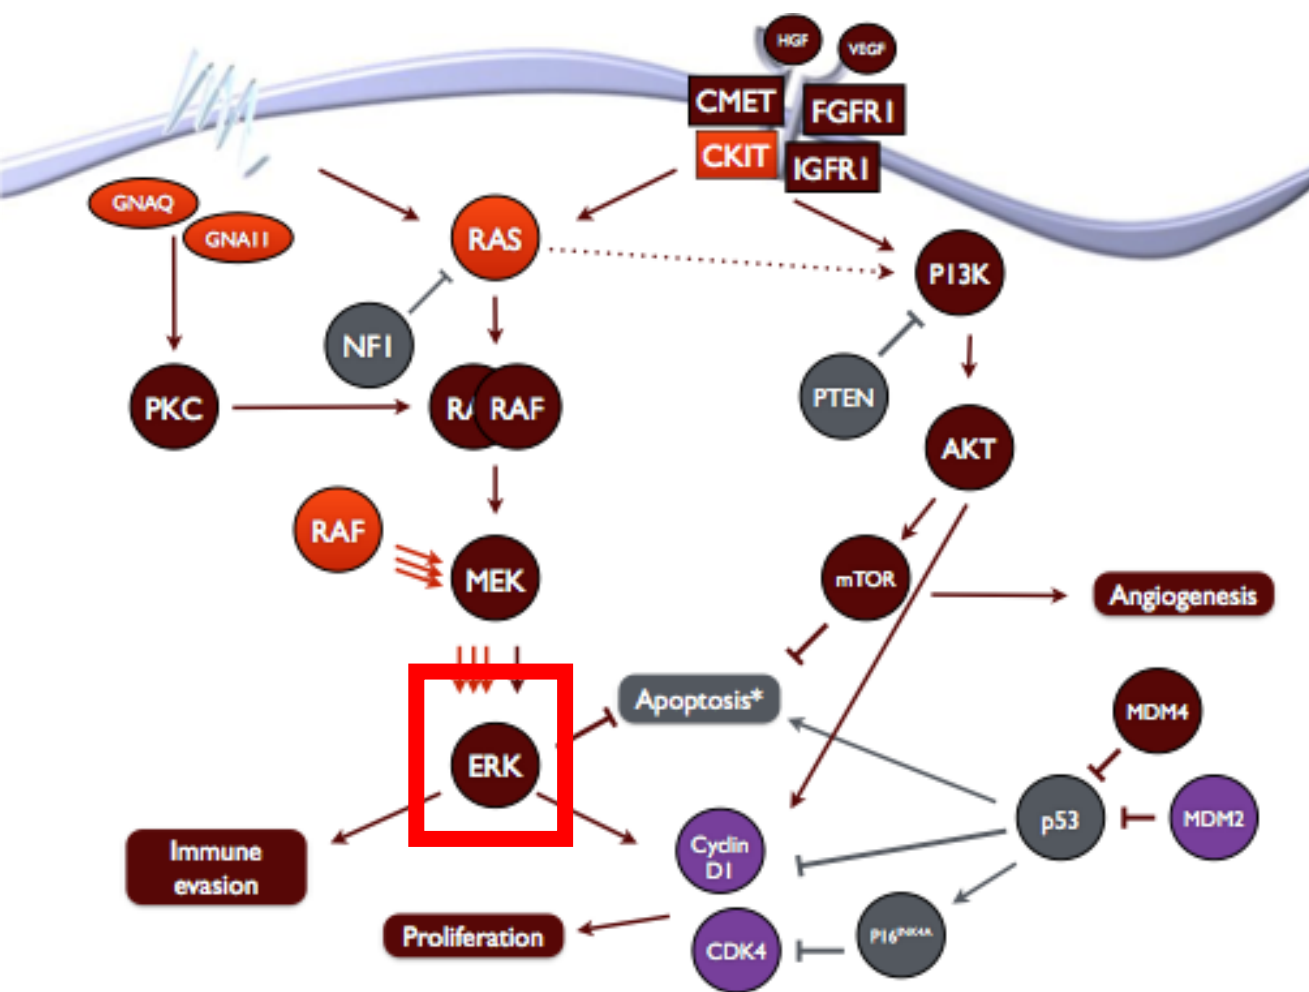 HGF
VEGF
CMET
FGFR1
CKIT
IGFR1
GNAQ
GNA11
RAS
P13K
NF1
PTEN
PKC
RA
RAF
AKT
RAF
MEK
mTOR
Angiogenesis
Apoptosis*
MDM4
ERK
p53
MDM2
Immune
evasion
Cyclin
D1
Proliferation
CDK4
P16INK4A